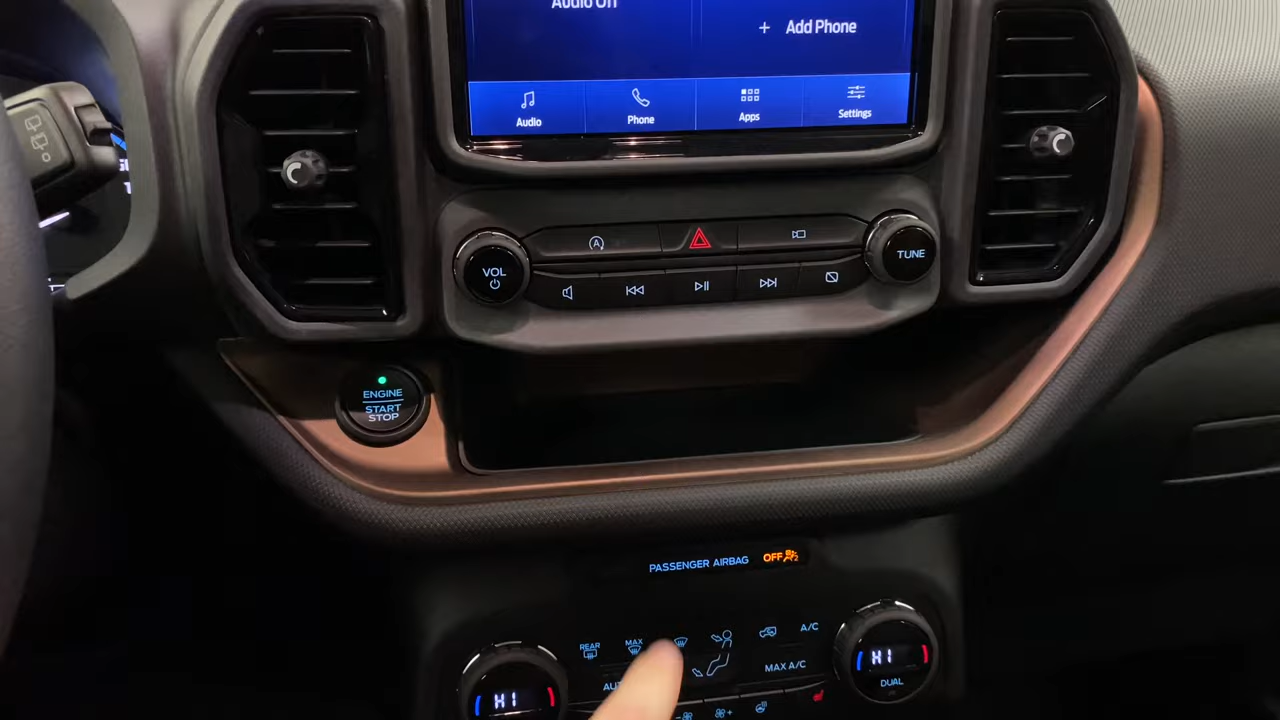 Audio Off
+ Add Phone
Audio
Phone
Apps
Settings
VOL
TUNE
ENGINE
START
STOP
PASSENGER AIRBAG OFF
REAR
MAX
A/C
MAX A/C
HI
HI
DUAL